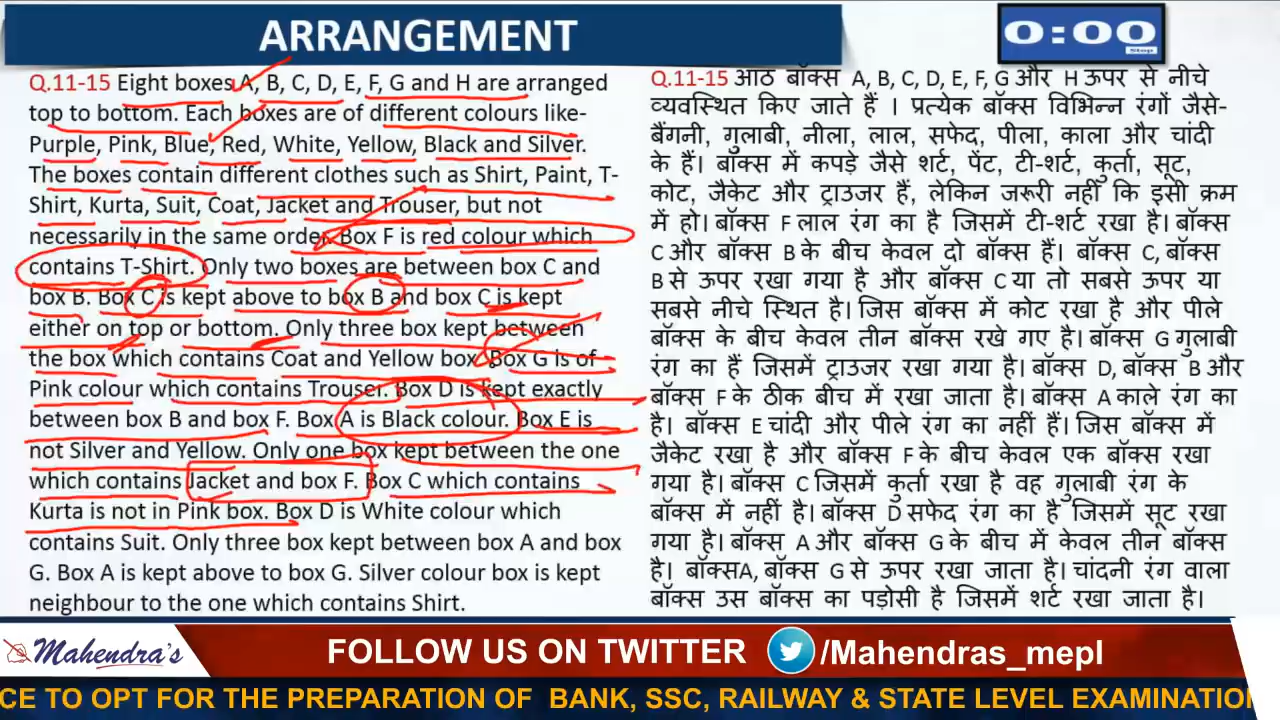 ARRANGEMENT
0:00
Stop
Q.11-15 Eight boxes A, B, C, D, E, F, G and H are arranged
top to bottom. Each boxes are of different colours like-
Purple, Pink, Blue, Red, White, Yellow, Black and Silver.
The boxes contain different clothes such as Shirt, Paint, T-
Shirt, Kurta, Suit, Coat, Jacket and Trouser, but not
necessarily in the same order. Box F is red colour which
contains T-Shirt. Only two boxes are between box C and
box B. Box C is kept above to box B and box C is kept
either on top or bottom. Only three box kept between
the box which contains Coat and Yellow box. Box G is of
Pink colour which contains Trouser. Box D is kept exactly
between box B and box F. Box A is Black colour. Box E is
not Silver and Yellow. Only one box kept between the one
which contains Jacket and box F. Box C which contains
Kurta is not in Pink box. Box D is White colour which
contains Suit. Only three box kept between box A and box
G. Box A is kept above to box G. Silver colour box is kept
neighbour to the one which contains Shirt.
Q.11-15 आठ बॉक्स A, B, C, D, E, F, G और H ऊपर से नीचे
व्यवस्थित किए जाते हैं । प्रत्येक बॉक्स विभिन्न रंगों जैसे-
बैंगनी, गुलाबी, नीला, लाल, सफेद, पीला, काला और चांदी
के हैं। बॉक्स में कपड़े जैसे शर्ट, पेंट, टी-शर्ट, कुर्ता, सूट,
कोट, जैकेट और ट्राउजर हैं, लेकिन जरूरी नहीं कि इसी क्रम
में हो। बॉक्स F लाल रंग का है जिसमें टी-शर्ट रखा है। बॉक्स
C और बॉक्स B के बीच केवल दो बॉक्स हैं। बॉक्स C, बॉक्स
B से ऊपर रखा गया है और बॉक्स C या तो सबसे ऊपर या
सबसे नीचे स्थित है। जिस बॉक्स में कोट रखा है और पीले
बॉक्स के बीच केवल तीन बॉक्स रखे गए है। बॉक्स G गुलाबी
रंग का हैं जिसमें ट्राउजर रखा गया है। बॉक्स D, बॉक्स B और
बॉक्स F के ठीक बीच में रखा जाता है। बॉक्स A काले रंग का
है। बॉक्स E चांदी और पीले रंग का नहीं हैं। जिस बॉक्स में
जैकेट रखा है और बॉक्स F के बीच केवल एक बॉक्स रखा
गया है। बॉक्स C जिसमें कुर्ता रखा है वह गुलाबी रंग के
बॉक्स में नहीं है। बॉक्स D सफेद रंग का है जिसमें सूट रखा
गया है। बॉक्स A और बॉक्स G के बीच में केवल तीन बॉक्स
है। बॉक्सA, बॉक्स G से ऊपर रखा जाता है। चांदनी रंग वाला
बॉक्स उस बॉक्स का पड़ोसी है जिसमें शर्ट रखा जाता है।
Mahendra's
FOLLOW US ON TWITTER /Mahendras_mepl
CE TO OPT FOR THE PREPARATION OF BANK, SSC, RAILWAY & STATE LEVEL EXAMINATION